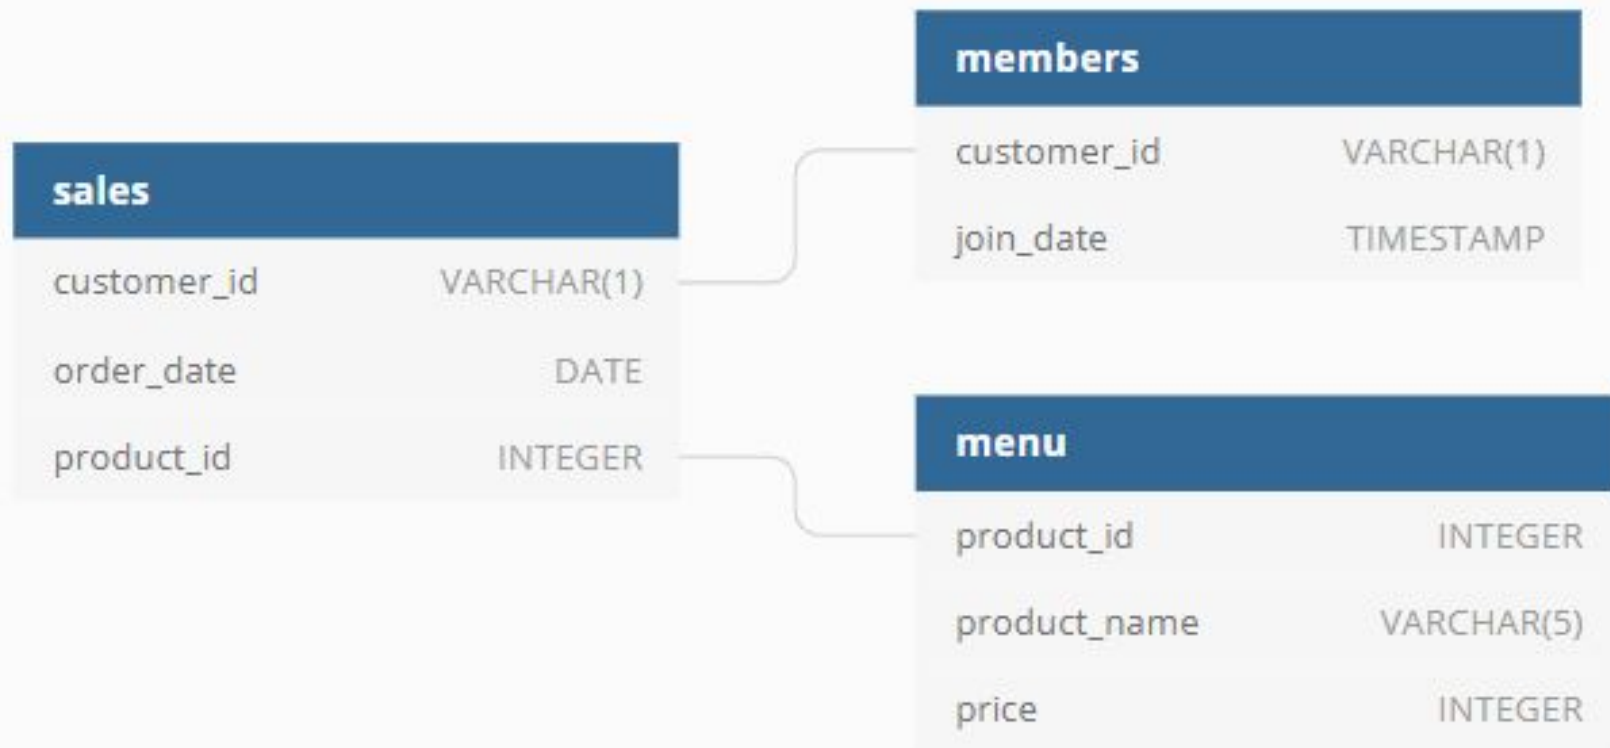 sales
customer_id VARCHAR(1)
order_date DATE
product_id INTEGER
members
customer_id VARCHAR(1)
join_date TIMESTAMP
menu
product_id INTEGER
product_name VARCHAR(5)
price INTEGER